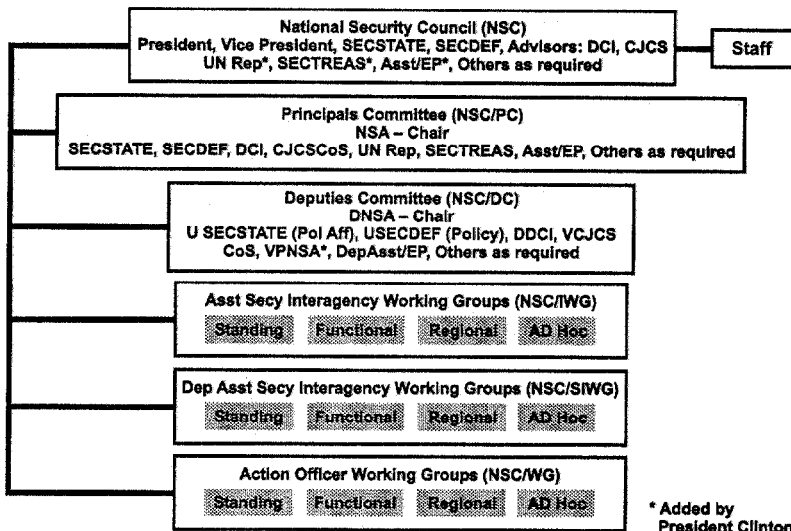 National Security Council (NSC)
President, Vice President, SECSTATE, SECDEF, Advisors: DCI, CJCS
UN Rep*, SECTREAS*, Asst/EP*, Others as required
Staff
Principals Committee (NSC/PC)
NSA – Chair
SECSTATE, SECDEF, DCI, CJCSCoS, UN Rep, SECTREAS, Asst/EP, Others as required
Deputies Committee (NSC/DC)
DNSA – Chair
U SECSTATE (Pol Aff), USECDEF (Policy), DDCI, VCJCS
CoS, VPNSA*, DepAsst/EP, Others as required
Asst Secy Interagency Working Groups (NSC/IWG)
Standing Functional Regional AD Hoc
Dep Asst Secy Interagency Working Groups (NSC/SIWG)
Standing Functional Regional AD Hoc
Action Officer Working Groups (NSC/WG)
Standing Functional Regional AD Hoc
* Added by
President Clinton